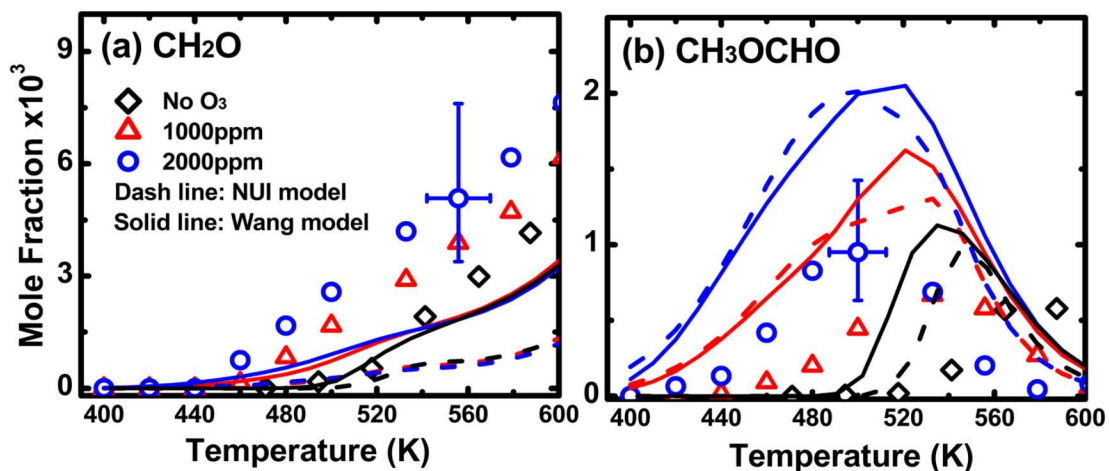 (a) CH2O
No O3
1000ppm
2000ppm
Dash line: NUI model
Solid line: Wang model
Mole Fraction x10³
9
6
3
0
400 440 480 520 560 600
Temperature (K)
(b) CH3OCHO
2
1
0
400 440 480 520 560 600
Temperature (K)